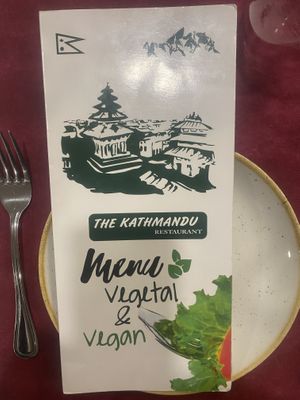 THE KATHMANDU
RESTAURANT
Menu
Vegetal
&
vegan